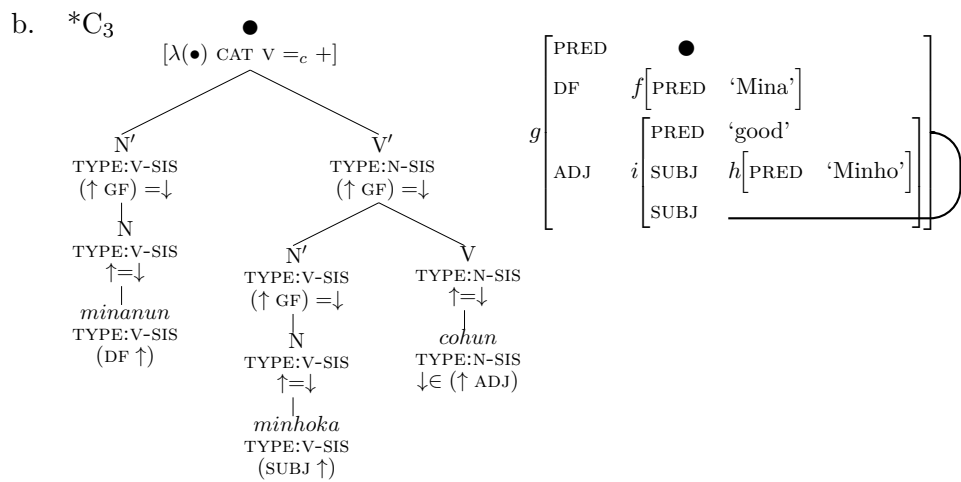 b. *C₃
●
[λ(●) CAT V =c +]
N′ V′
TYPE:V-SIS TYPE:N-SIS
(↑ GF) =↓ (↑ GF) =↓
N N′ V
TYPE:V-SIS TYPE:V-SIS TYPE:N-SIS
↑=↓ (↑ GF) =↓ ↑=↓
minanun N cohun
TYPE:V-SIS TYPE:V-SIS TYPE:N-SIS
(DF ↑) ↑=↓ ↓∈ (↑ ADJ)
minhoka
TYPE:V-SIS
(SUBJ ↑)
PRED ●
DF f[PRED ‘Mina’]
g
PRED ‘good’
ADJ i SUBJ h[PRED ‘Minho’]
SUBJ